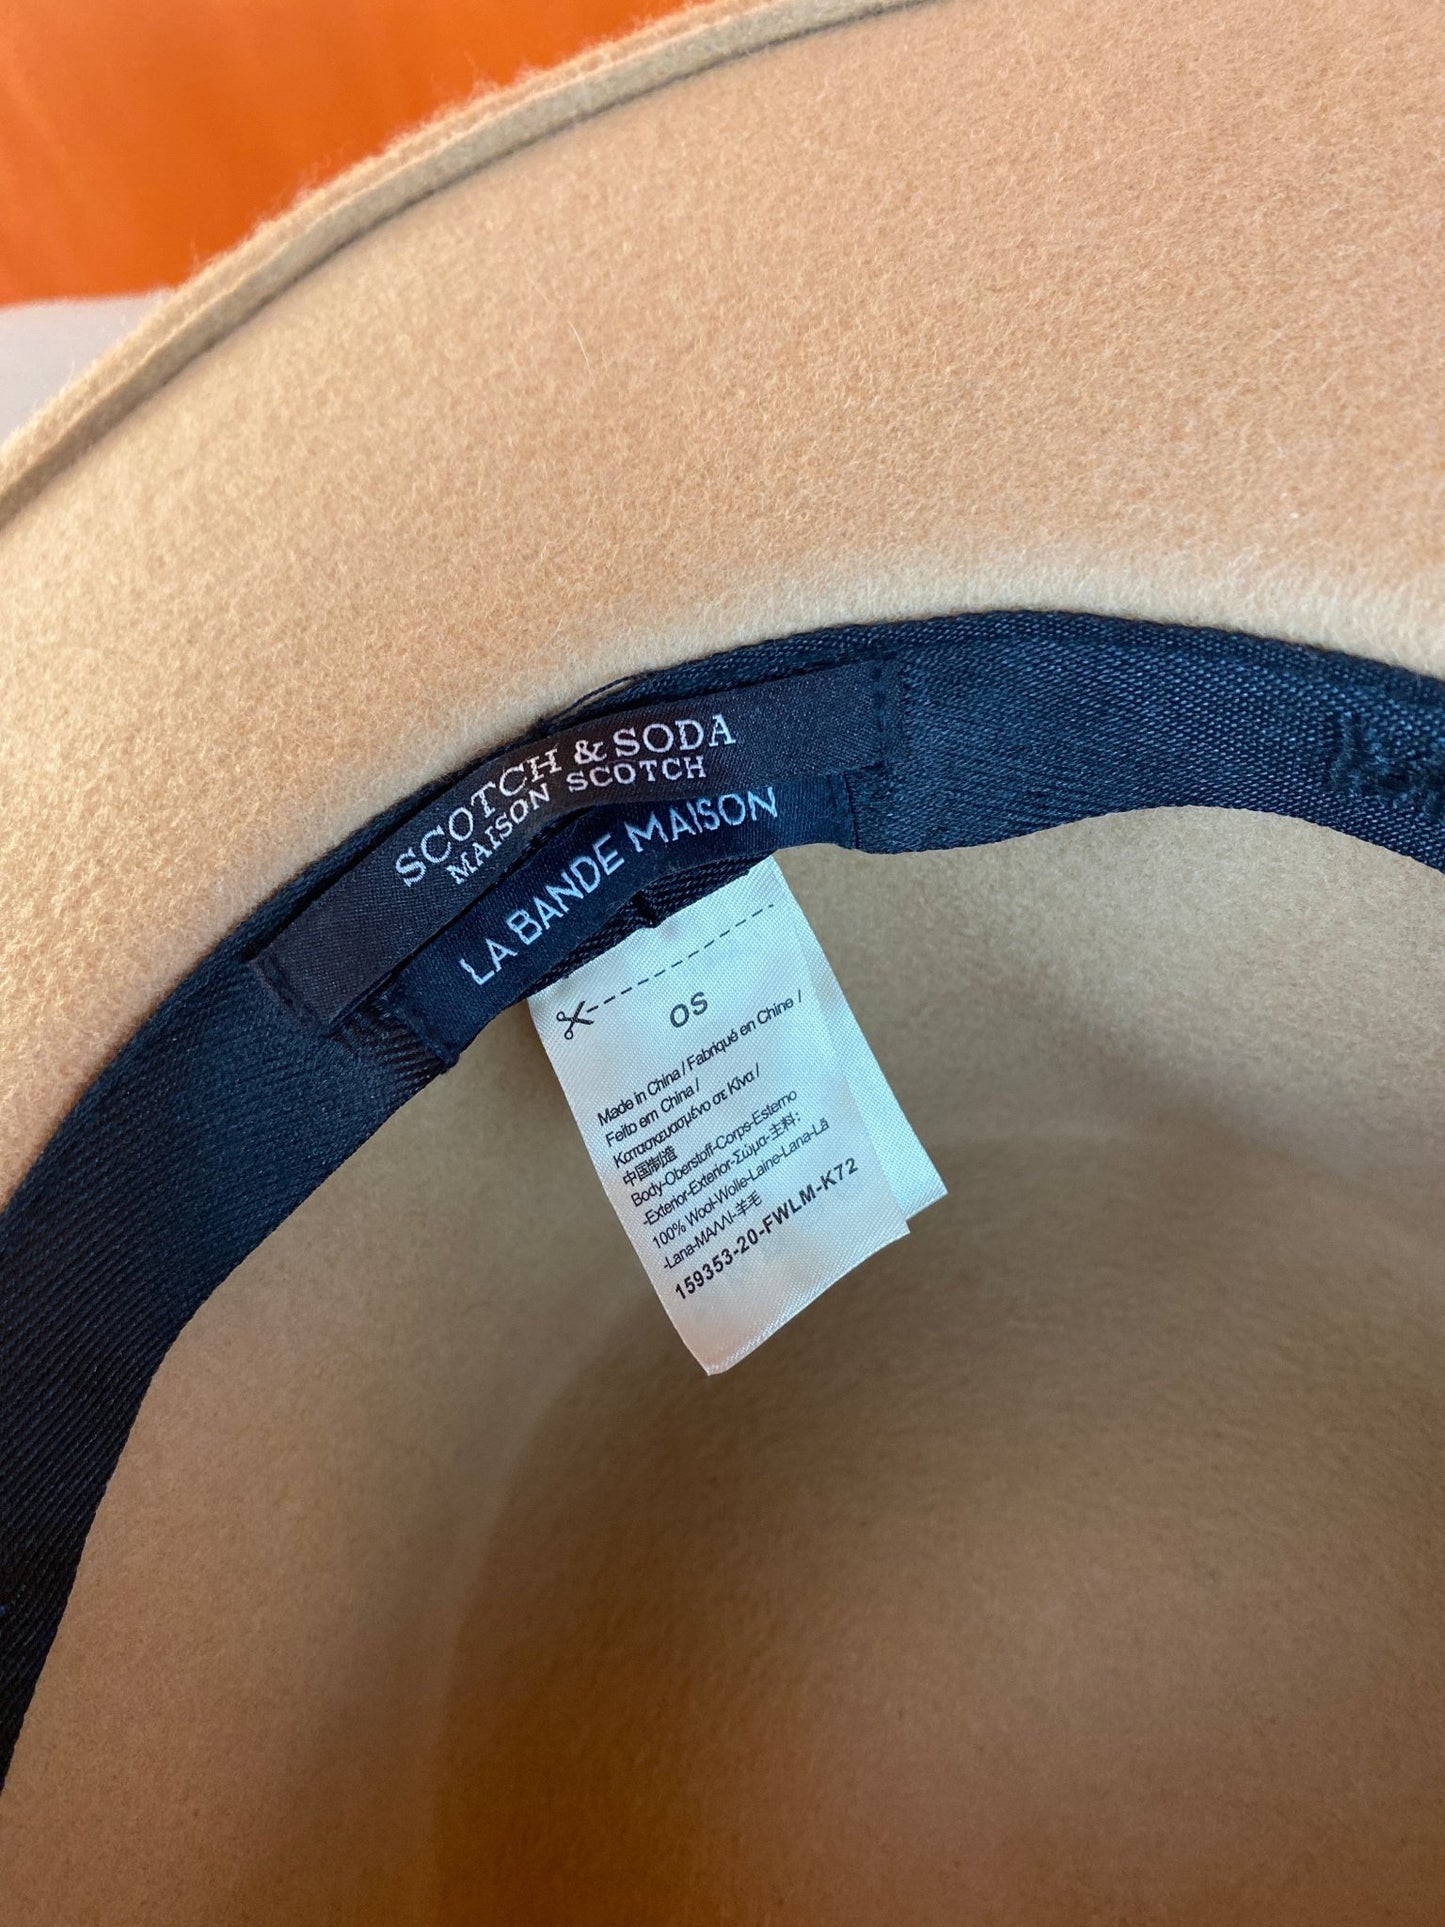 SCOTCH & SODA
MAISON SCOTCH
LA BANDE MAISON
OS
Made in China / Fabriqué en Chine /
Feito em China /
Κατασκευασμένο σε Κίνα /
中国制造
Body-Oberstoff-Corps-Esterno
-Exterior-Exterior-Σώμα-主料:
100% Wool-Wolle-Laine-Lana-Lã
-Lana-ΜΑΛΛΙ-羊毛
159353-20-FWLM-K72